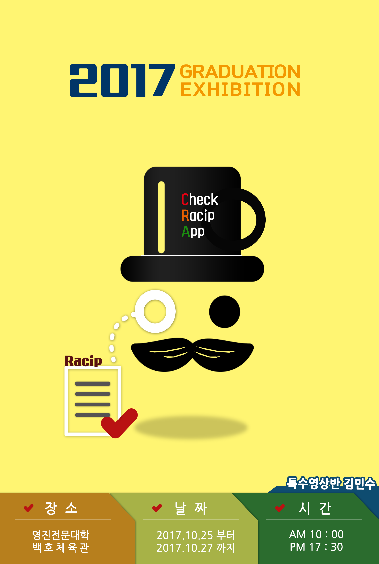 2017 GRADUATION
EXHIBITION
Check
Racip
App
Racip
특수영상반 김민수
장 소
영진전문대학
백호체육관
날 짜
2017.10.25 부터
2017.10.27 까지
시 간
AM 10 : 00
PM 17 : 30